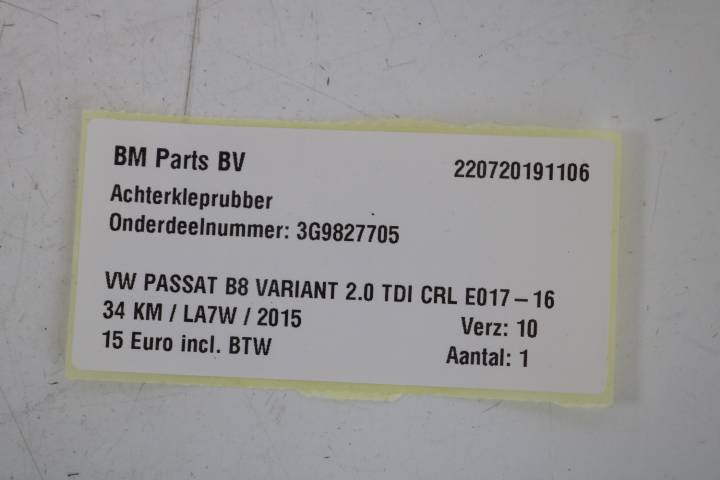 BM Parts BV 220720191106
Achterkleprubber
Onderdeelnummer: 3G9827705
VW PASSAT B8 VARIANT 2.0 TDI CRL E017-16
34 KM / LA7W / 2015 Verz: 10
15 Euro incl. BTW Aantal: 1